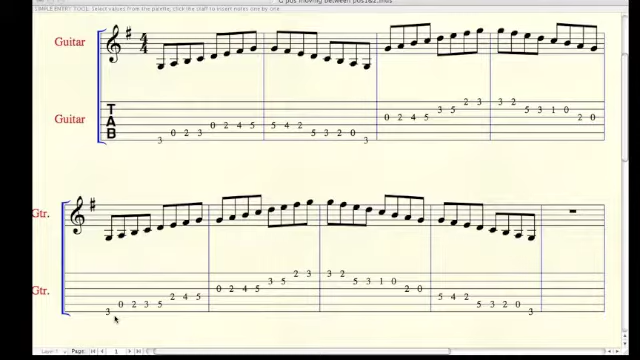 G pos moving between pos1&2.mus
SIMPLE ENTRY TOOL: Select values from the palette; click the staff to insert notes one by one.
Guitar
4
4
Guitar
T
A
B
3 0 2 3 0 2 4 5 5 4 2 5 3 2 0 3 0 2 4 5 3 5 2 3 3 2 5 3 1 0 2 0
Gtr.
Gtr.
3 0 2 3 5 2 4 5 0 2 4 5 3 5 2 3 3 2 5 3 1 0 2 0 5 4 2 5 3 2 0 3
Layer 1 Page: 1